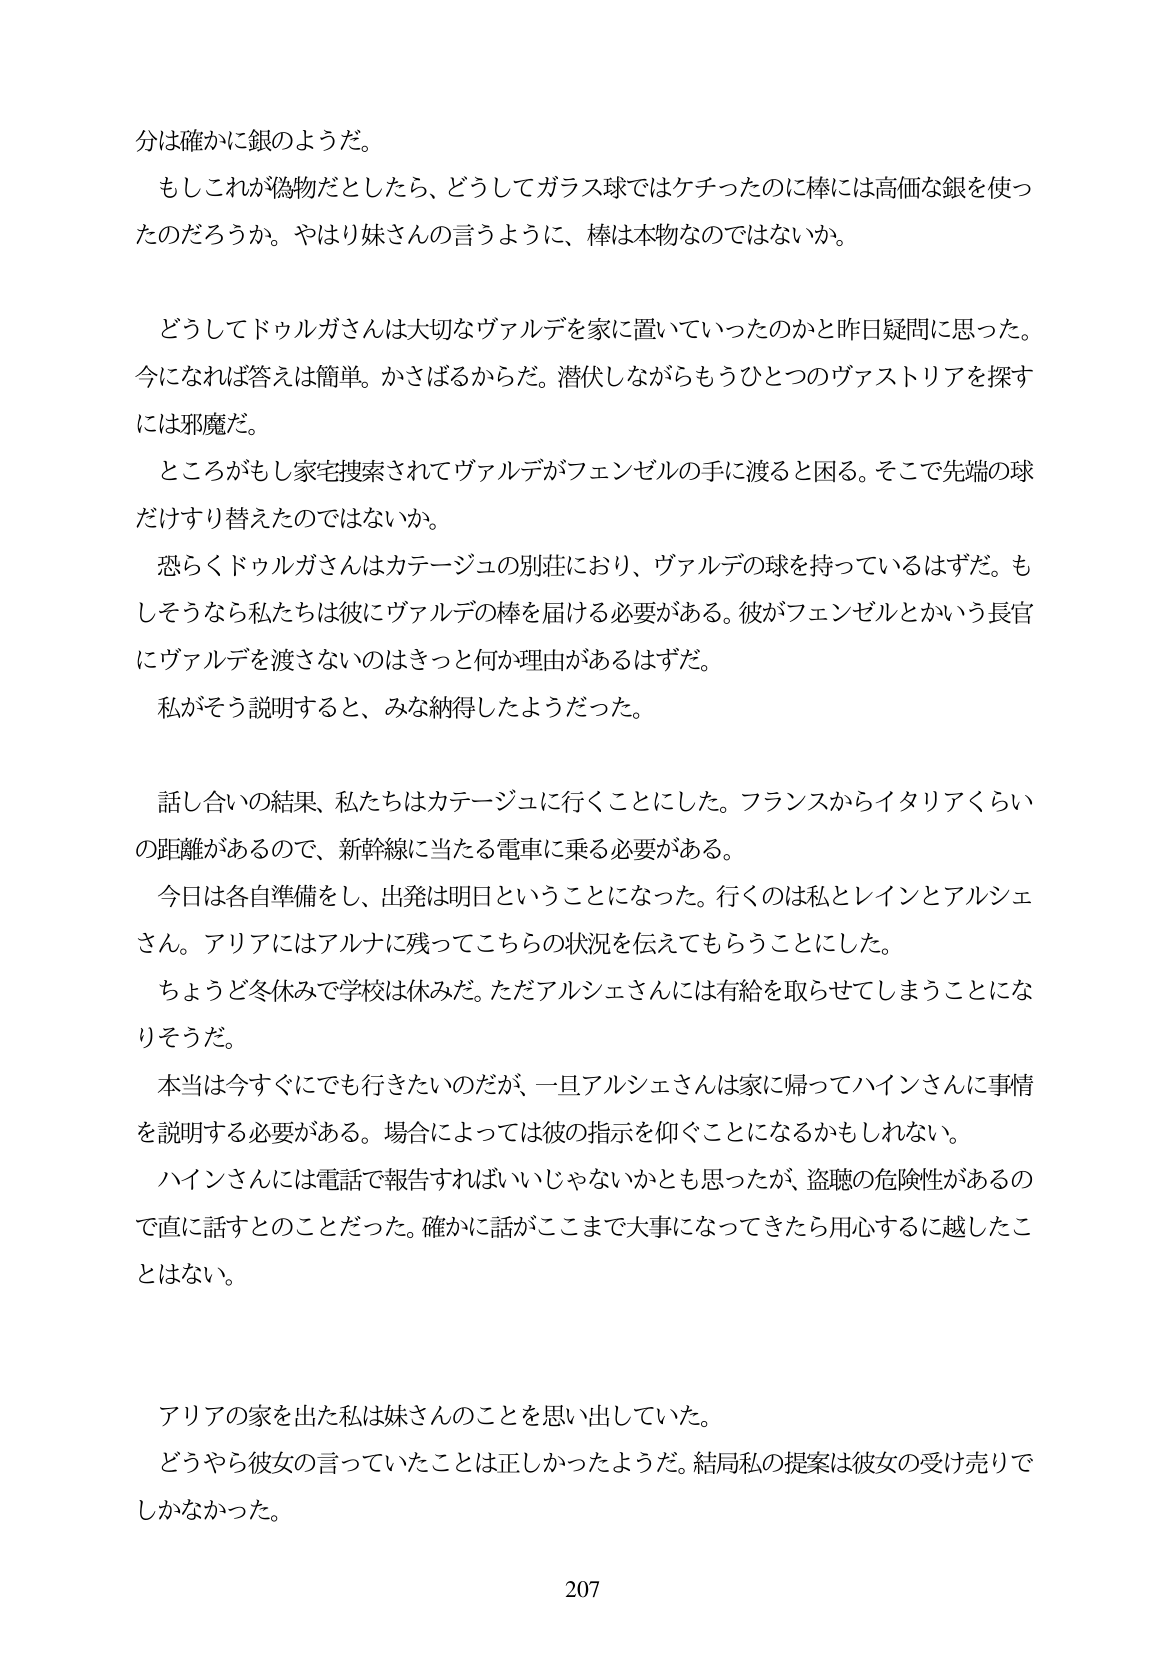 分は確かに銀のようだ。
もしこれが偽物だとしたら、どうしてガラス球ではケチったのに棒には高価な銀を使っ
たのだろうか。やはり妹さんの言うように、棒は本物なのではないか。
どうしてドゥルガさんは大切なヴァルデを家に置いていったのかと昨日疑問に思った。
今になれば答えは簡単。かさばるからだ。潜伏しながらもうひとつのヴァストリアを探す
には邪魔だ。
ところがもし家宅捜索されてヴァルデがフェンゼルの手に渡ると困る。そこで先端の球
だけすり替えたのではないか。
恐らくドゥルガさんはカテージュの別荘におり、ヴァルデの球を持っているはずだ。も
しそうなら私たちは彼にヴァルデの棒を届ける必要がある。彼がフェンゼルとかいう長官
にヴァルデを渡さないのはきっと何か理由があるはずだ。
私がそう説明すると、みな納得したようだった。
話し合いの結果、私たちはカテージュに行くことにした。フランスからイタリアくらい
の距離があるので、新幹線に当たる電車に乗る必要がある。
今日は各自準備をし、出発は明日ということになった。行くのは私とレインとアルシェ
さん。アリアにはアルナに残ってこちらの状況を伝えてもらうことにした。
ちょうど冬休みで学校は休みだ。ただアルシェさんには有給を取らせてしまうことにな
りそうだ。
本当は今すぐにでも行きたいのだが、一旦アルシェさんは家に帰ってハインさんに事情
を説明する必要がある。場合によっては彼の指示を仰ぐことになるかもしれない。
ハインさんには電話で報告すればいいじゃないかとも思ったが、盗聴の危険性があるの
で直に話すとのことだった。確かに話がここまで大事になってきたら用心するに越したこ
とはない。
アリアの家を出た私は妹さんのことを思い出していた。
どうやら彼女の言っていたことは正しかったようだ。結局私の提案は彼女の受け売りで
しかなかった。
207